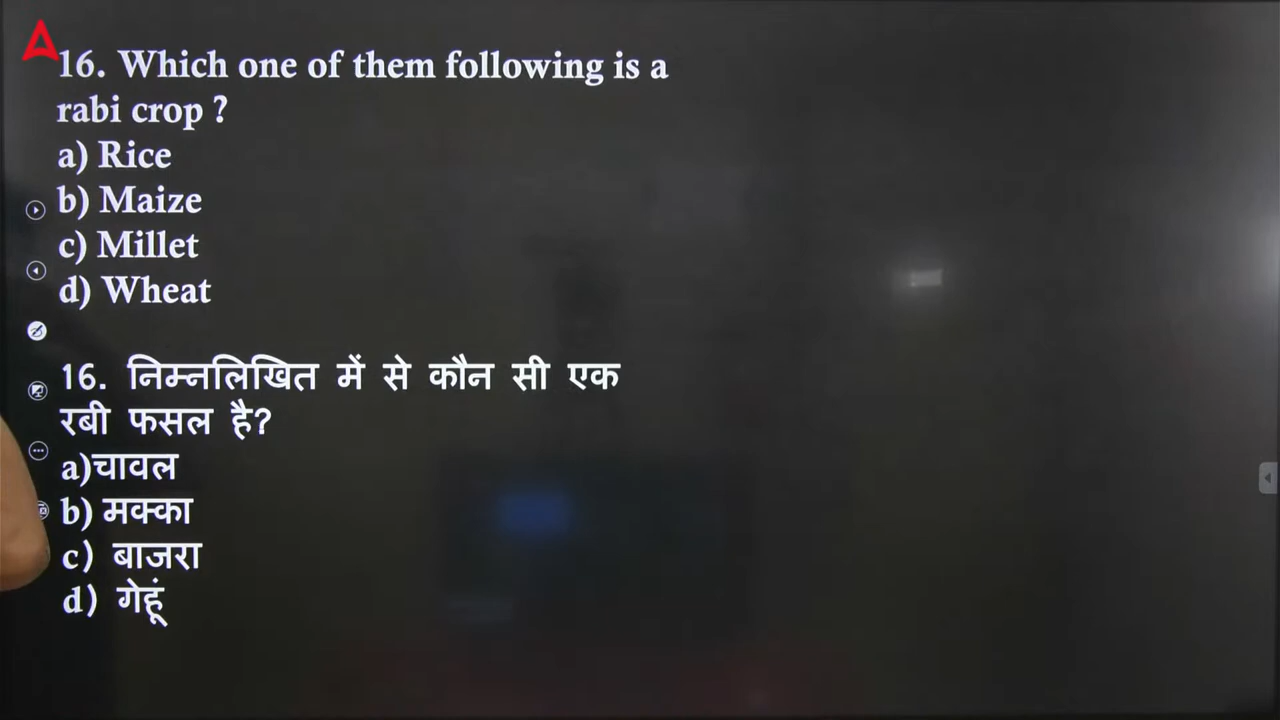 16. Which one of them following is a
rabi crop ?
a) Rice
b) Maize
c) Millet
d) Wheat
16. निम्नलिखित में से कौन सी एक
रबी फसल है?
a)चावल
b) मक्का
c) बाजरा
d) गेहूं